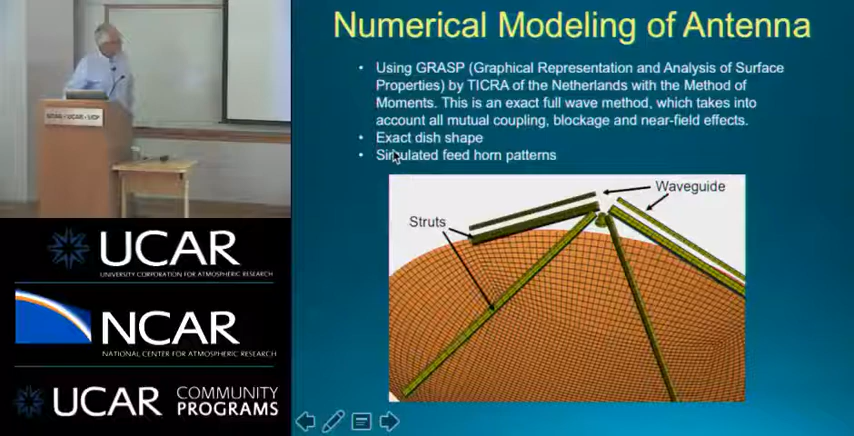 Numerical Modeling of Antenna
• Using GRASP (Graphical Representation and Analysis of Surface
Properties) by TICRA of the Netherlands with the Method of
Moments. This is an exact full wave method, which takes into
account all mutual coupling, blockage and near-field effects.
• Exact dish shape
• Simulated feed horn patterns
Waveguide
Struts
UCAR
UNIVERSITY CORPORATION FOR ATMOSPHERIC RESEARCH
NCAR
NATIONAL CENTER FOR ATMOSPHERIC RESEARCH
UCAR COMMUNITY
PROGRAMS